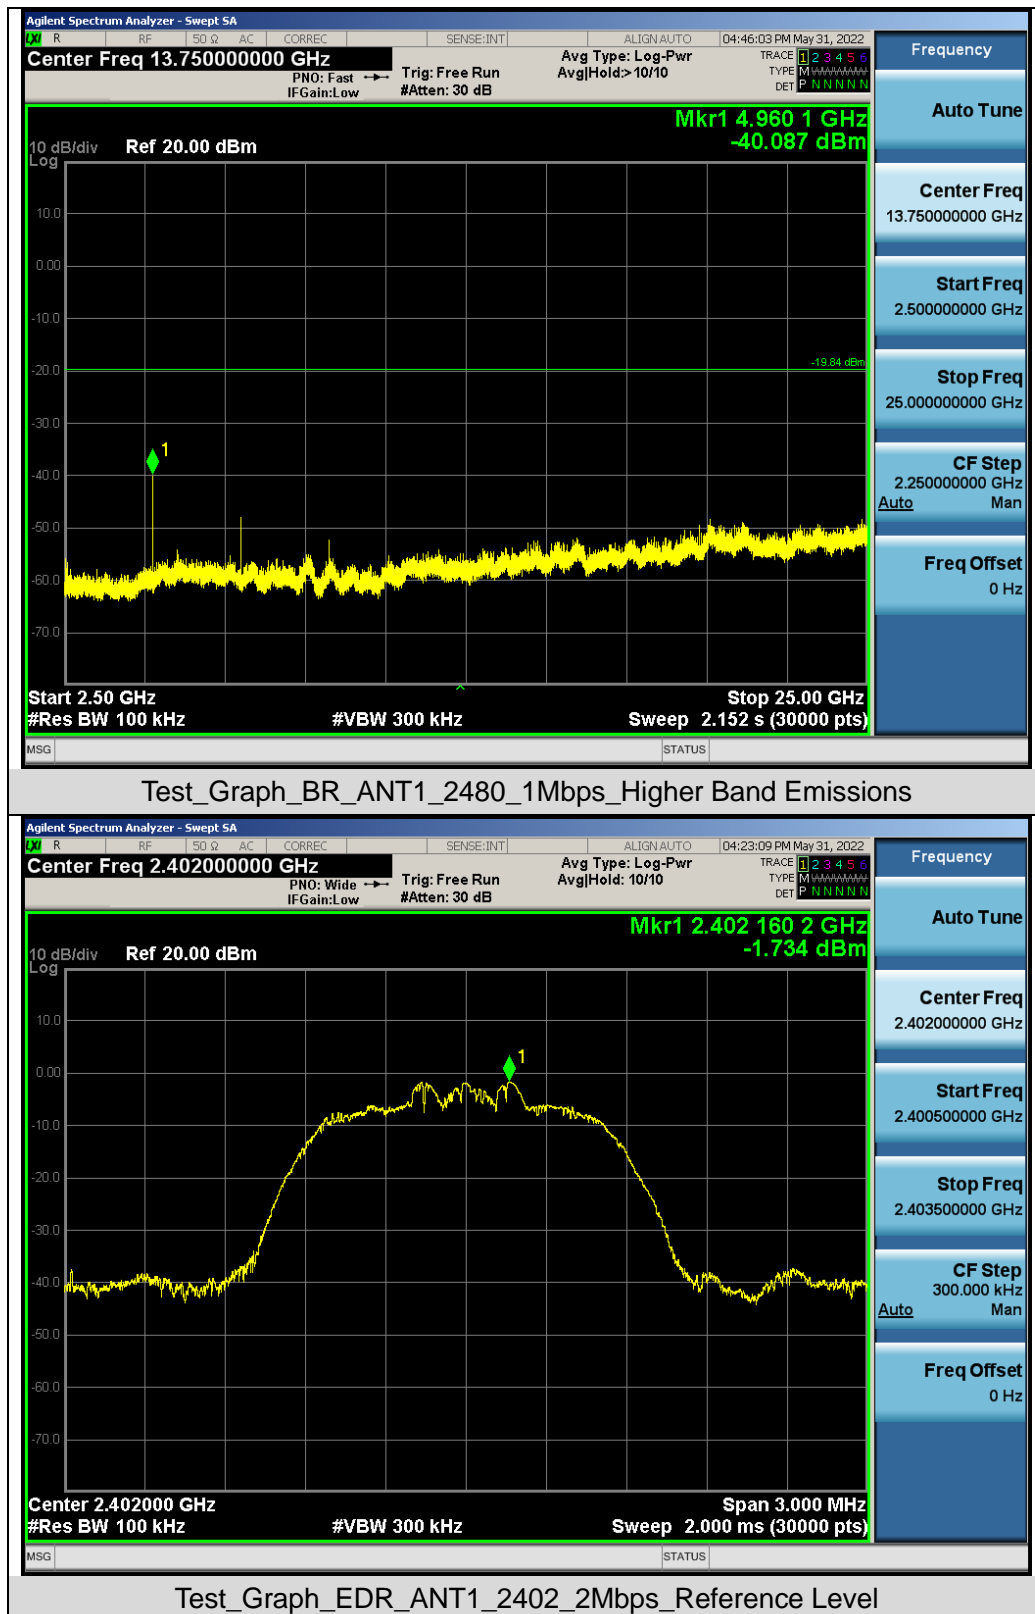 Agilent Spectrum Analyzer - Swept SA
LXI R RF 50 Ω AC CORREC SENSE:INT ALIGN AUTO 04:46:03 PM May 31, 2022
Center Freq 13.750000000 GHz
PNO: Fast
IFGain:Low
Trig: Free Run
#Atten: 30 dB
Avg Type: Log-Pwr
Avg|Hold:>10/10
TRACE 1 2 3 4 5 6
TYPE M
DET P N N N N N
Mkr1 4.960 1 GHz
-40.087 dBm
10 dB/div Ref 20.00 dBm
Log
10.0
0.00
-10.0
-19.84 dBm
-20.0
-30.0
1
-40.0
-50.0
-60.0
-70.0
Start 2.50 GHz Stop 25.00 GHz
#Res BW 100 kHz #VBW 300 kHz Sweep 2.152 s (30000 pts)
MSG STATUS
Frequency
Auto Tune
Center Freq
13.750000000 GHz
Start Freq
2.500000000 GHz
Stop Freq
25.000000000 GHz
CF Step
2.250000000 GHz
Auto Man
Freq Offset
0 Hz
Test_Graph_BR_ANT1_2480_1Mbps_Higher Band Emissions
Agilent Spectrum Analyzer - Swept SA
LXI R RF 50 Ω AC CORREC SENSE:INT ALIGN AUTO 04:23:09 PM May 31, 2022
Center Freq 2.402000000 GHz
PNO: Wide
IFGain:Low
Trig: Free Run
#Atten: 30 dB
Avg Type: Log-Pwr
Avg|Hold: 10/10
TRACE 1 2 3 4 5 6
TYPE M
DET P N N N N N
Mkr1 2.402 160 2 GHz
-1.734 dBm
10 dB/div Ref 20.00 dBm
Log
10.0
1
0.00
-10.0
-20.0
-30.0
-40.0
-50.0
-60.0
-70.0
Center 2.402000 GHz Span 3.000 MHz
#Res BW 100 kHz #VBW 300 kHz Sweep 2.000 ms (30000 pts)
MSG STATUS
Frequency
Auto Tune
Center Freq
2.402000000 GHz
Start Freq
2.400500000 GHz
Stop Freq
2.403500000 GHz
CF Step
300.000 kHz
Auto Man
Freq Offset
0 Hz
Test_Graph_EDR_ANT1_2402_2Mbps_Reference Level